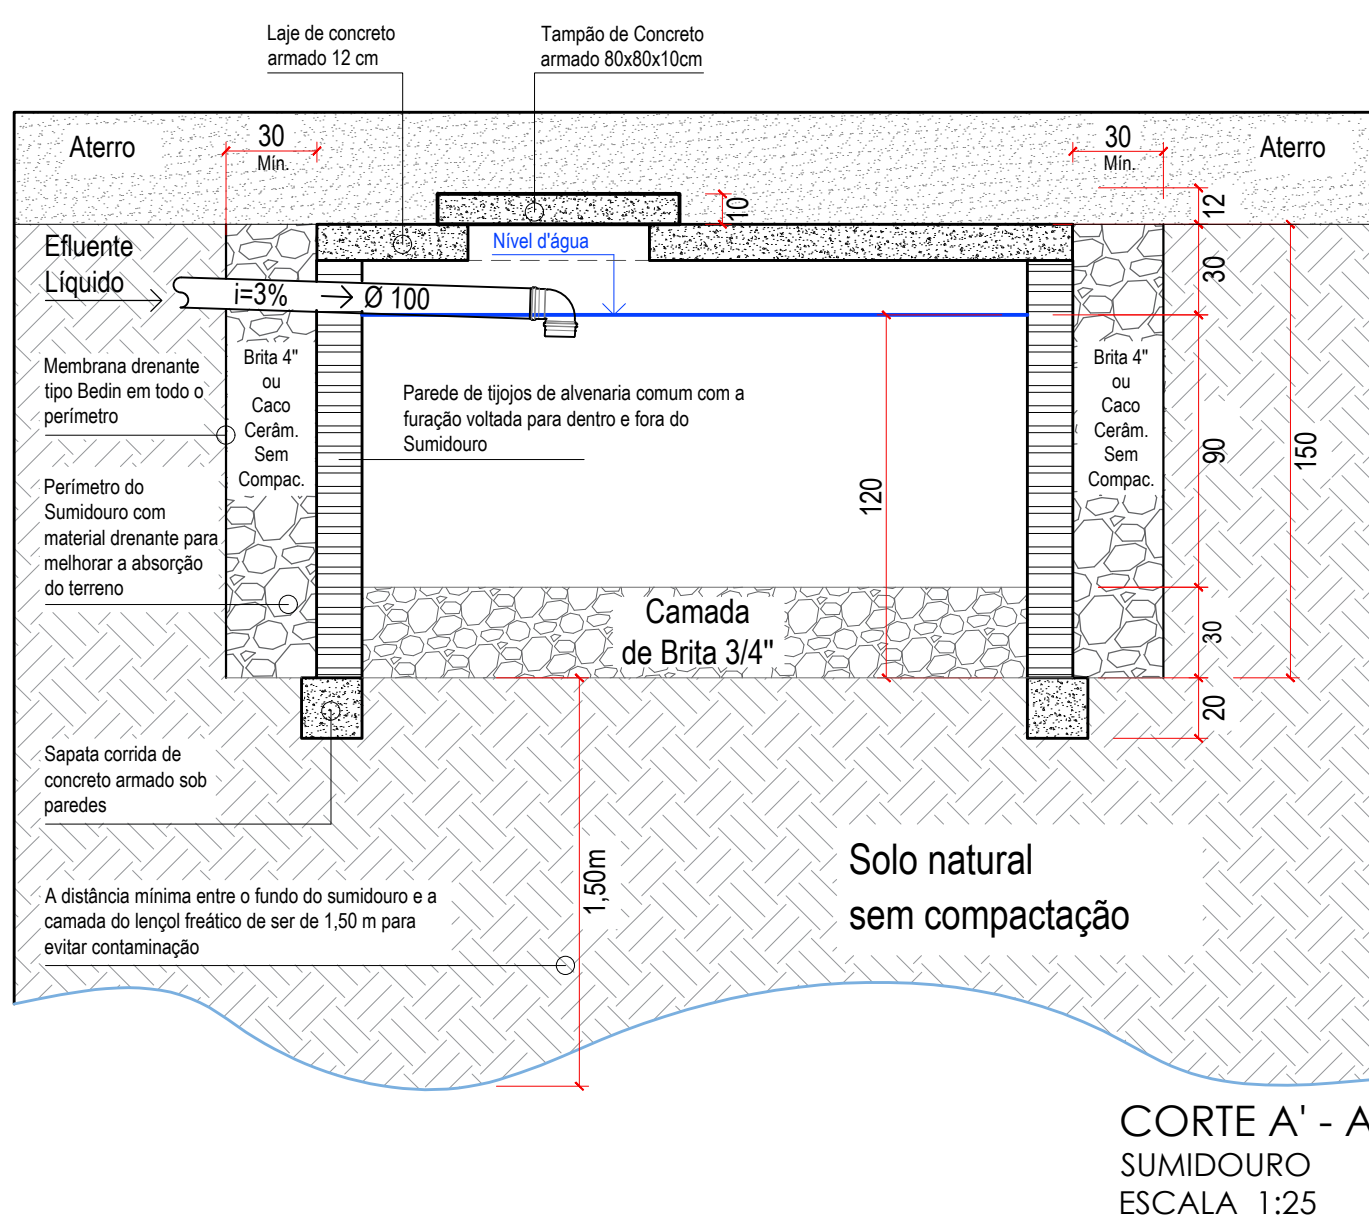 Laje de concreto
armado 12 cm
Tampão de Concreto
armado 80x80x10cm
Aterro
30
Mín.
30
Mín.
Aterro
10
12
Efluente
Líquido
Nível d'água
i=3%
Ø 100
30
Membrana drenante
tipo Bedin em todo o
perímetro
Brita 4"
ou
Caco
Cerâm.
Sem
Compac.
Parede de tijojos de alvenaria comum com a
furação voltada para dentro e fora do
Sumidouro
Brita 4"
ou
Caco
Cerâm.
Sem
Compac.
120
90
150
Perímetro do
Sumidouro com
material drenante para
melhorar a absorção
do terreno
Camada
de Brita 3/4"
30
20
Sapata corrida de
concreto armado sob
paredes
1,50m
Solo natural
sem compactação
A distância mínima entre o fundo do sumidouro e a
camada do lençol freático de ser de 1,50 m para
evitar contaminação
CORTE A' - A
SUMIDOURO
ESCALA 1:25